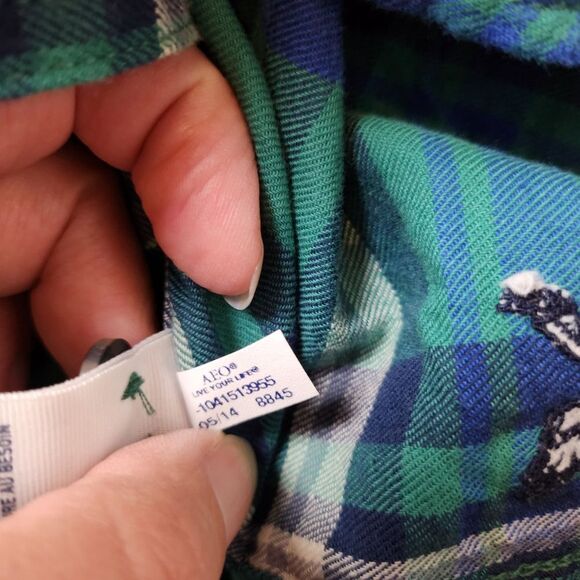 AEO®
LIVE YOUR LIFE®
-1041513955
05/14 8845
RE AU BESOIN